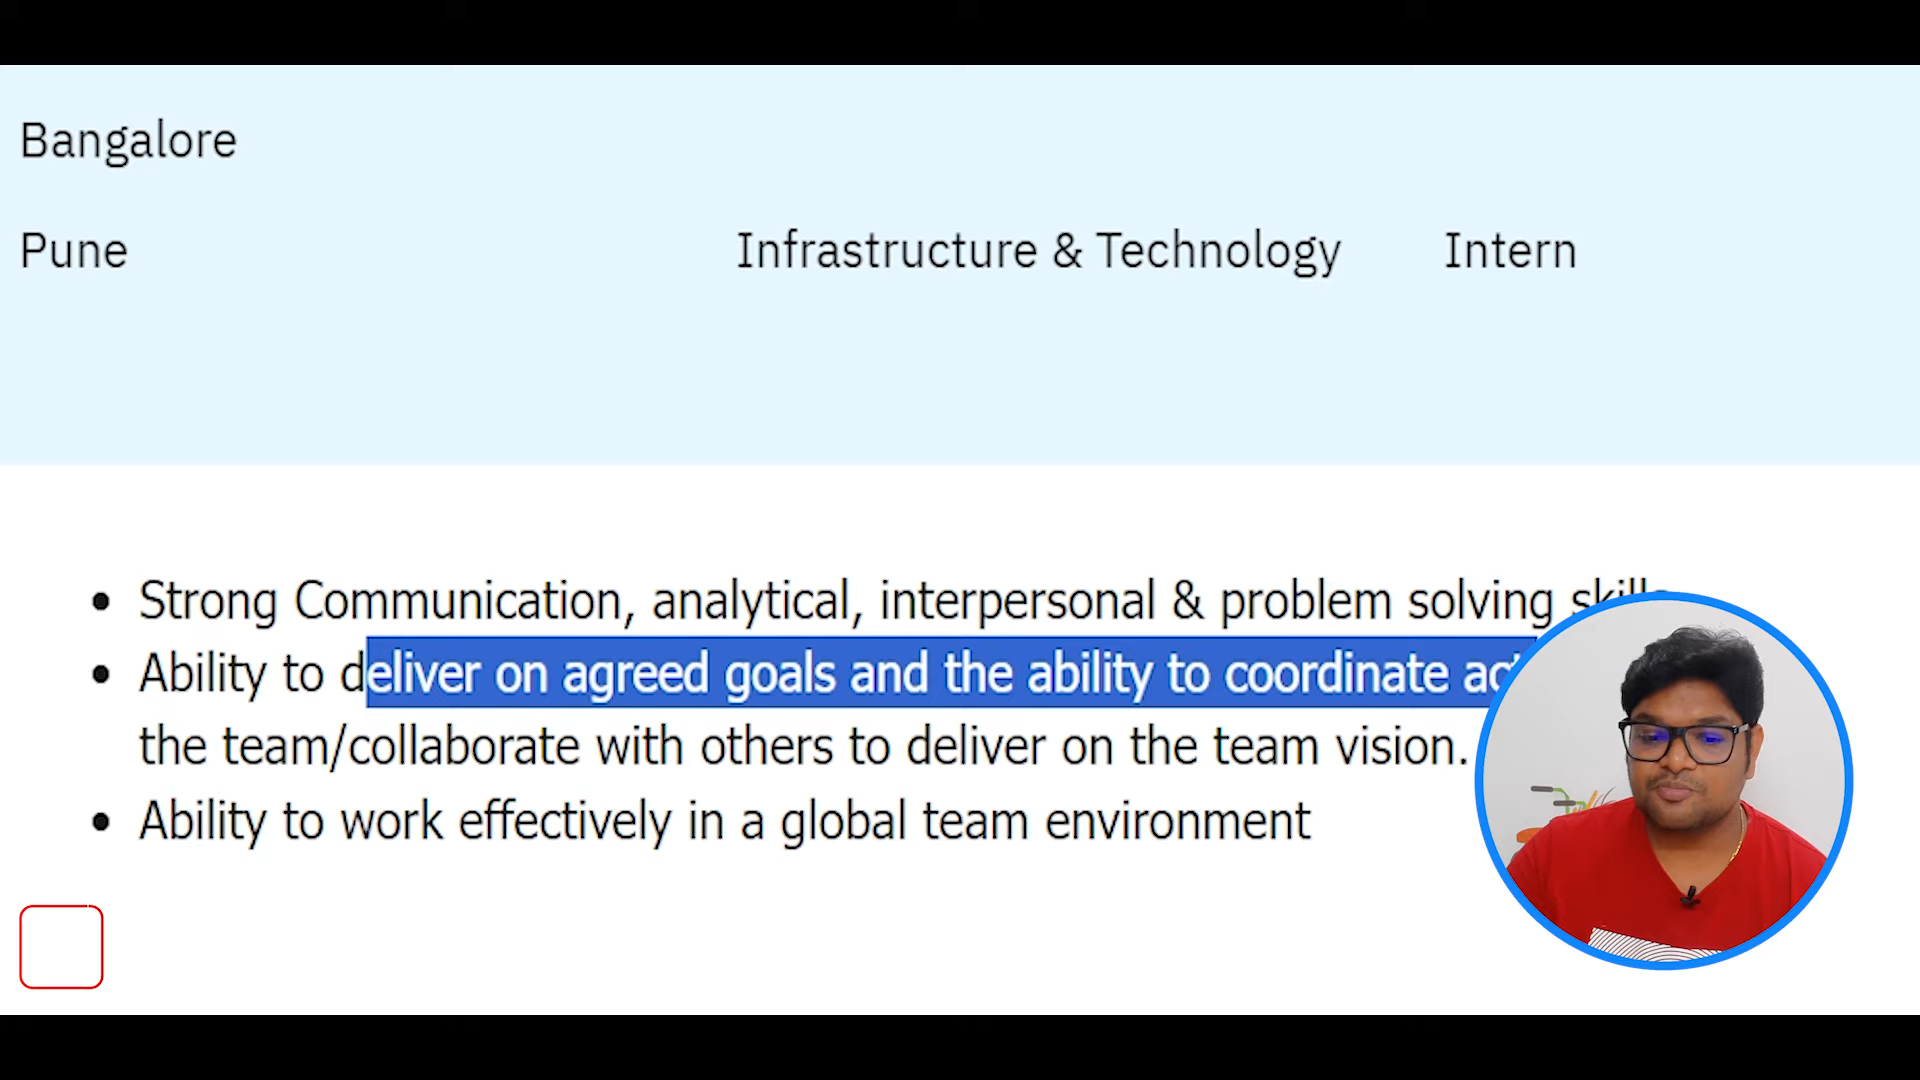 Bangalore
Pune Infrastructure & Technology Intern
Strong Communication, analytical, interpersonal & problem solving
Ability to deliver on agreed goals and the ability to coordinate
the team/collaborate with others to deliver on the team vision.
Ability to work effectively in a global team environment